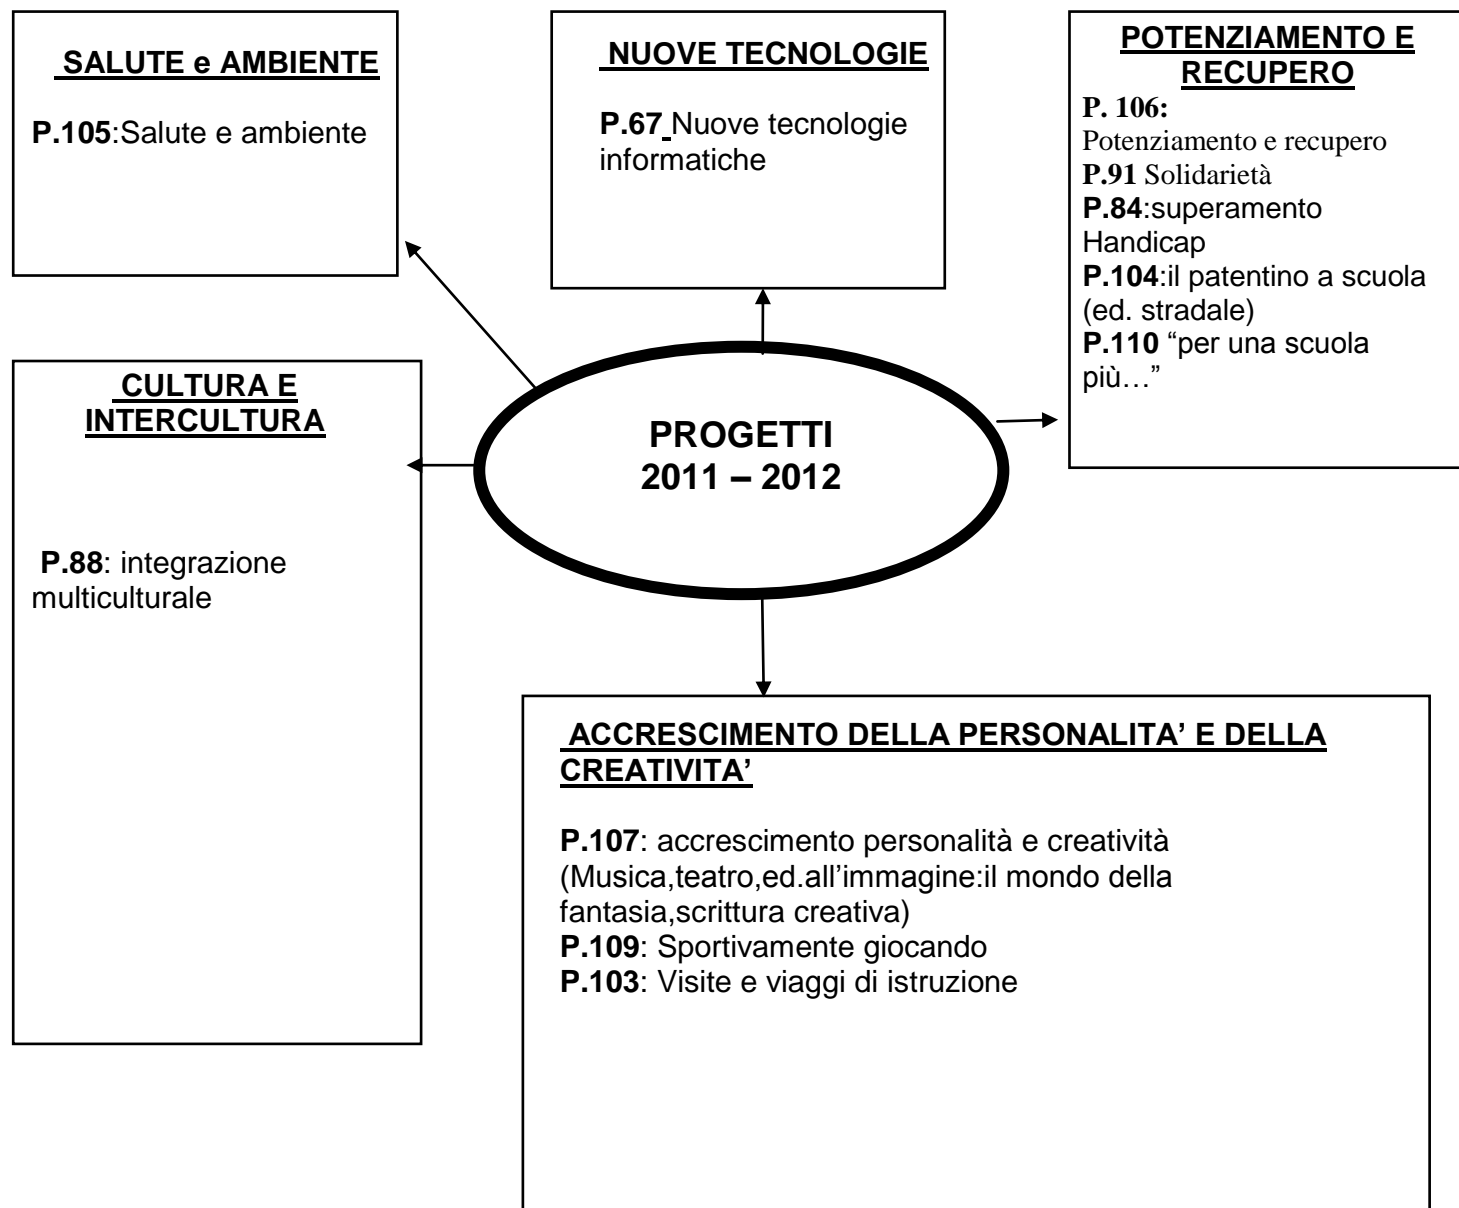 SALUTE e AMBIENTE
P.105:Salute e ambiente
NUOVE TECNOLOGIE
P.67 Nuove tecnologie
informatiche
POTENZIAMENTO E
RECUPERO
P. 106:
Potenziamento e recupero
P.91 Solidarietà
P.84:superamento
Handicap
P.104:il patentino a scuola
(ed. stradale)
P.110 “per una scuola
più…”
CULTURA E
INTERCULTURA
P.88: integrazione
multiculturale
PROGETTI
2011 – 2012
ACCRESCIMENTO DELLA PERSONALITA’ E DELLA
CREATIVITA’
P.107: accrescimento personalità e creatività
(Musica,teatro,ed.all’immagine:il mondo della
fantasia,scrittura creativa)
P.109: Sportivamente giocando
P.103: Visite e viaggi di istruzione